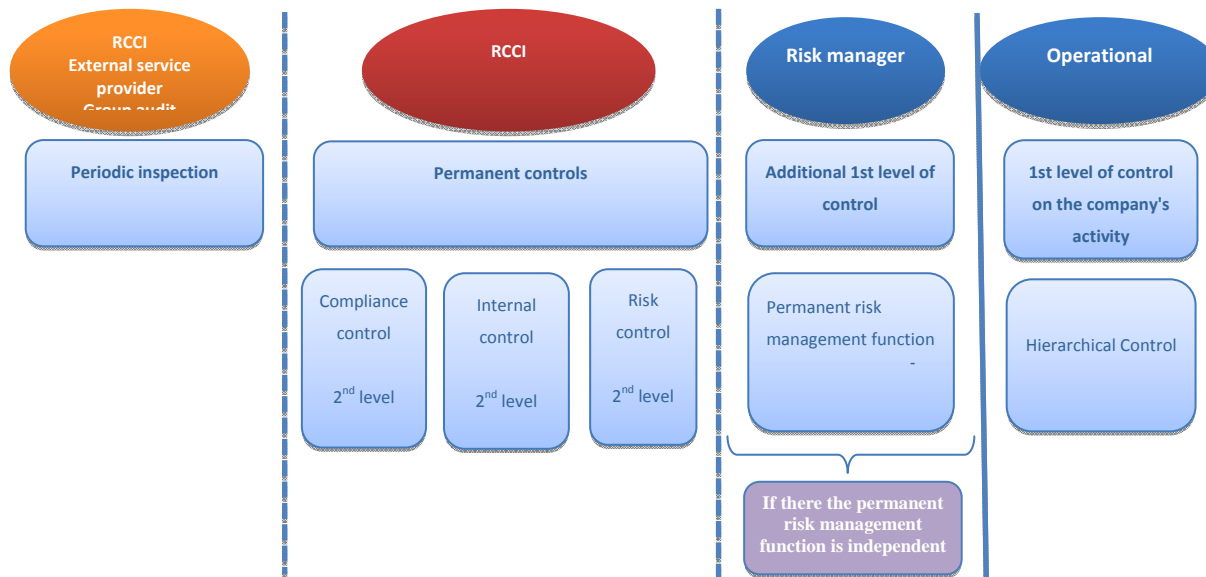 RCCI
External service
provider
Group audit
Periodic inspection
RCCI
Permanent controls
Compliance
control
2nd level
Internal
control
2nd level
Risk
control
2nd level
Risk manager
Additional 1st level of
control
Permanent risk
management function
-
If there the permanent
risk management
function is independent
Operational
1st level of control
on the company's
activity
Hierarchical Control